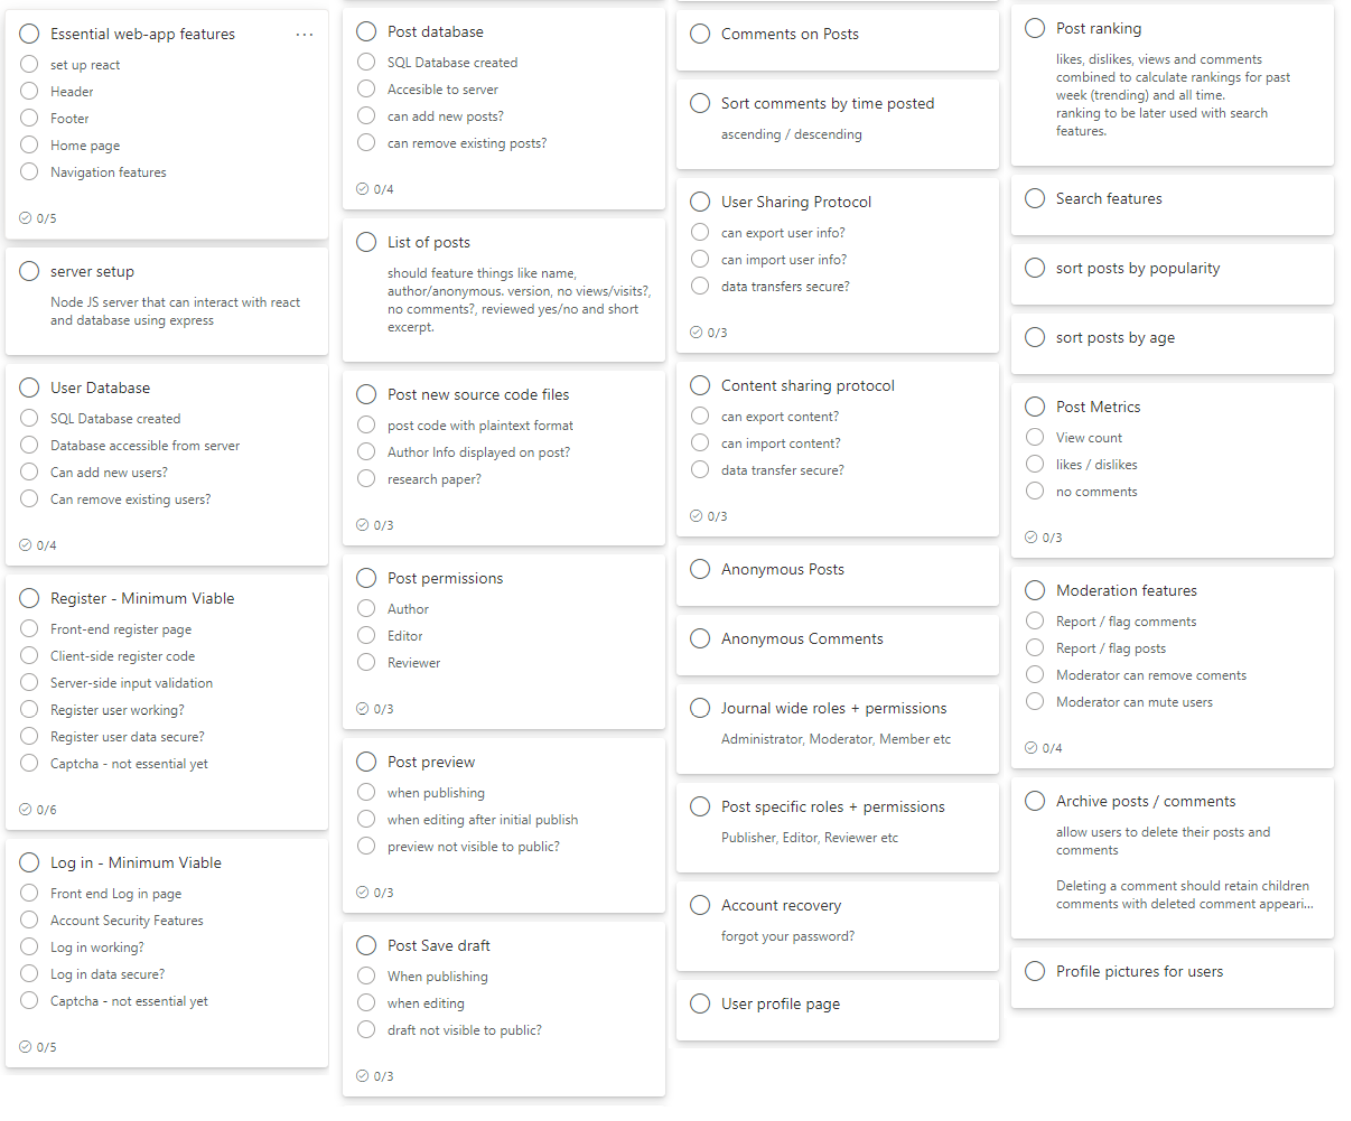 Essential web-app features
set up react
Header
Footer
Home page
Navigation features
0/5
server setup
Node JS server that can interact with react
and database using express
User Database
SQL Database created
Database accessible from server
Can add new users?
Can remove existing users?
0/4
Register - Minimum Viable
Front-end register page
Client-side register code
Server-side input validation
Register user working?
Register user data secure?
Captcha - not essential yet
0/6
Log in - Minimum Viable
Front end Log in page
Account Security Features
Log in working?
Log in data secure?
Captcha - not essential yet
0/5
Post database
SQL Database created
Accesible to server
can add new posts?
can remove existing posts?
0/4
List of posts
should feature things like name,
author/anonymous. version, no views/visits?,
no comments?, reviewed yes/no and short
excerpt.
Post new source code files
post code with plaintext format
Author Info displayed on post?
research paper?
0/3
Post permissions
Author
Editor
Reviewer
0/3
Post preview
when publishing
when editing after initial publish
preview not visible to public?
0/3
Post Save draft
When publishing
when editing
draft not visible to public?
0/3
Comments on Posts
Sort comments by time posted
ascending / descending
User Sharing Protocol
can export user info?
can import user info?
data transfers secure?
0/3
Content sharing protocol
can export content?
can import content?
data transfer secure?
0/3
Anonymous Posts
Anonymous Comments
Journal wide roles + permissions
Administrator, Moderator, Member etc
Post specific roles + permissions
Publisher, Editor, Reviewer etc
Account recovery
forgot your password?
User profile page
Post ranking
likes, dislikes, views and comments
combined to calculate rankings for past
week (trending) and all time.
ranking to be later used with search
features.
Search features
sort posts by popularity
sort posts by age
Post Metrics
View count
likes / dislikes
no comments
0/3
Moderation features
Report / flag comments
Report / flag posts
Moderator can remove coments
Moderator can mute users
0/4
Archive posts / comments
allow users to delete their posts and
comments
Deleting a comment should retain children
comments with deleted comment appeari...
Profile pictures for users